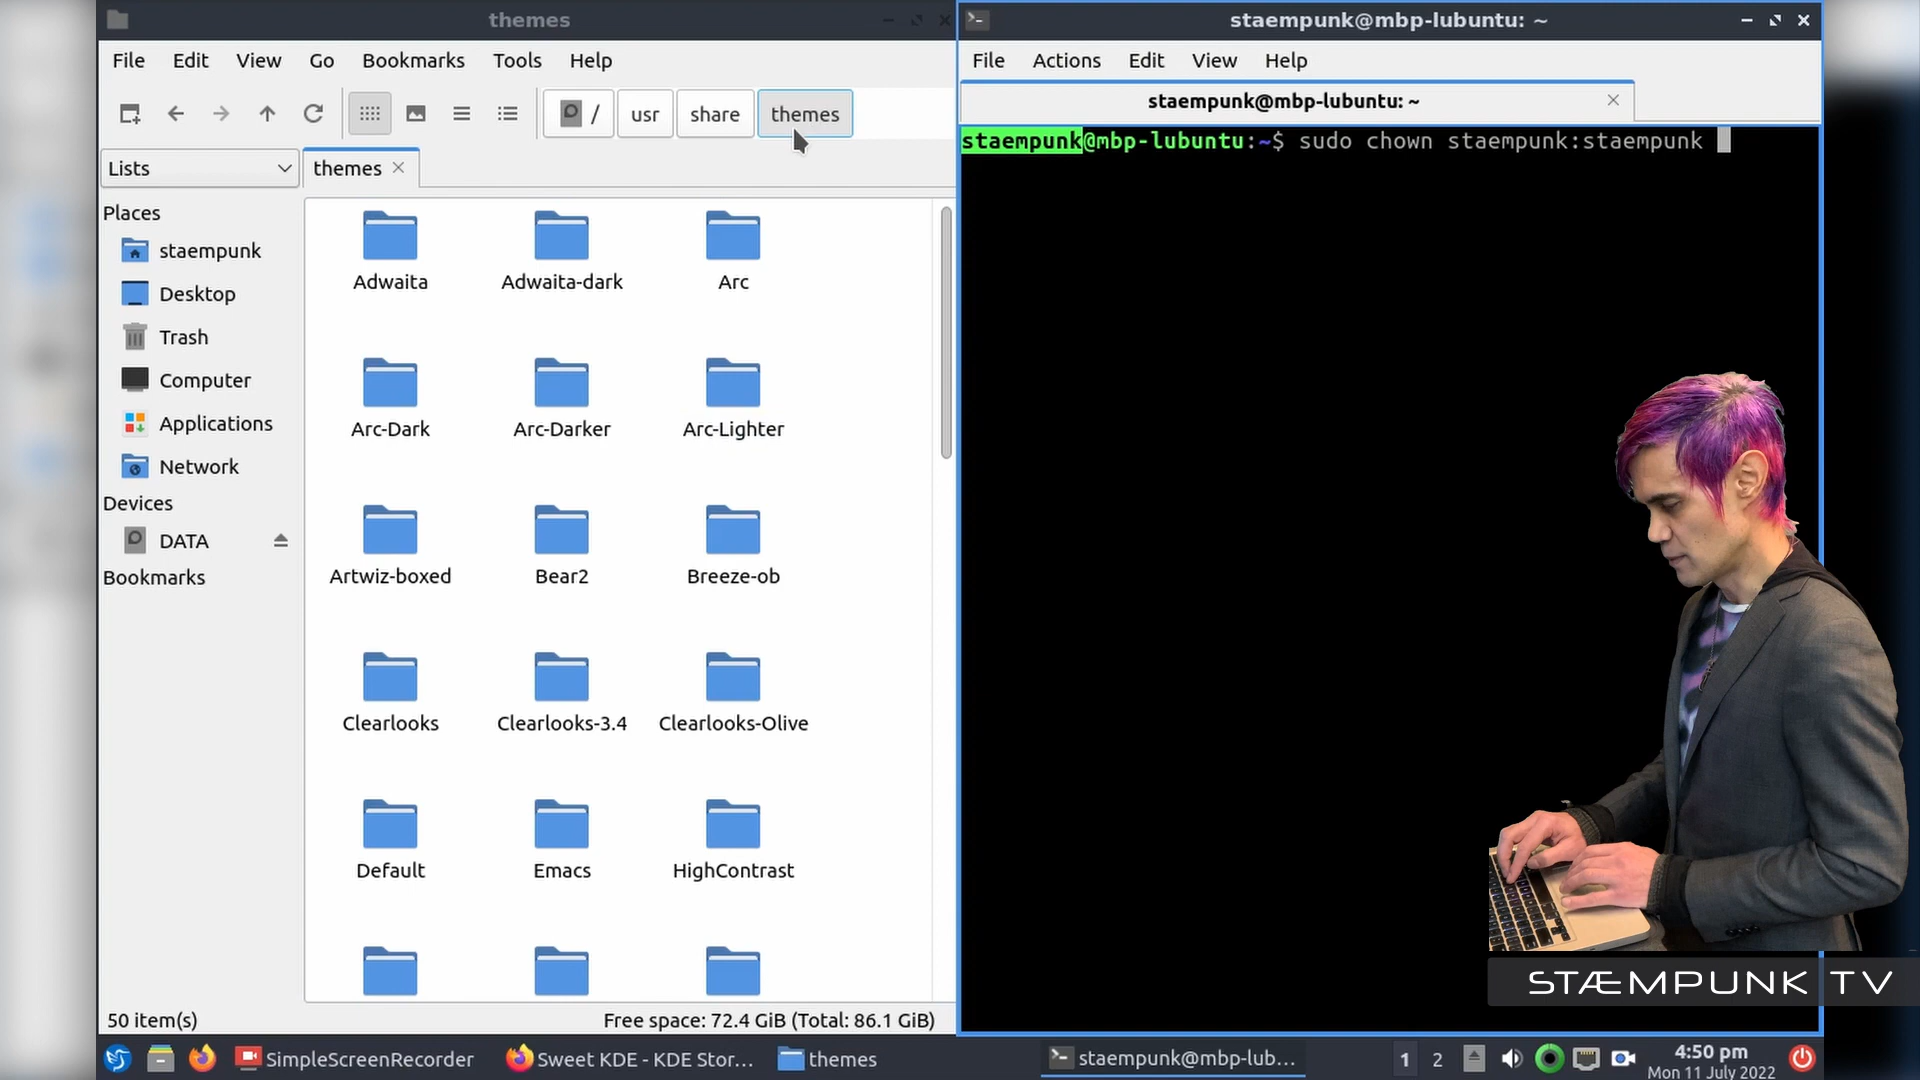 themes
File Edit View Go Bookmarks Tools Help
/ usr share themes
Lists
themes
Places
staempunk
Desktop
Trash
Computer
Applications
Network
Devices
DATA
Bookmarks
Adwaita Adwaita-dark Arc
Arc-Dark Arc-Darker Arc-Lighter
Artwiz-boxed Bear2 Breeze-ob
Clearlooks Clearlooks-3.4 Clearlooks-Olive
Default Emacs HighContrast
50 item(s) Free space: 72.4 GiB (Total: 86.1 GiB)
staempunk@mbp-lubuntu: ~
File Actions Edit View Help
staempunk@mbp-lubuntu: ~
staempunk@mbp-lubuntu:~$ sudo chown staempunk:staempunk
STÆMPUNK TV
SimpleScreenRecorder Sweet KDE - KDE Stor... themes staempunk@mbp-lub... 1 2 4:50 pm
Mon 11 July 2022